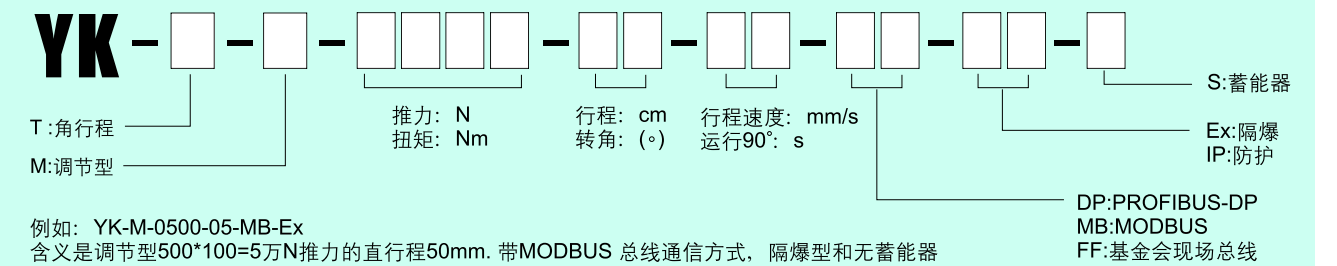 YK-□-□-□□□□-□□-□□-□□-□□-□
S:蓄能器
推力: N
扭矩: Nm
行程: cm
转角: (°)
行程速度: mm/s
运行90°: s
T:角行程
M:调节型
Ex:隔爆
IP:防护
DP:PROFIBUS-DP
MB:MODBUS
FF:基金会现场总线
例如: YK-M-0500-05-MB-Ex
含义是调节型500*100=5万N推力的直行程50mm. 带MODBUS 总线通信方式, 隔爆型和无蓄能器